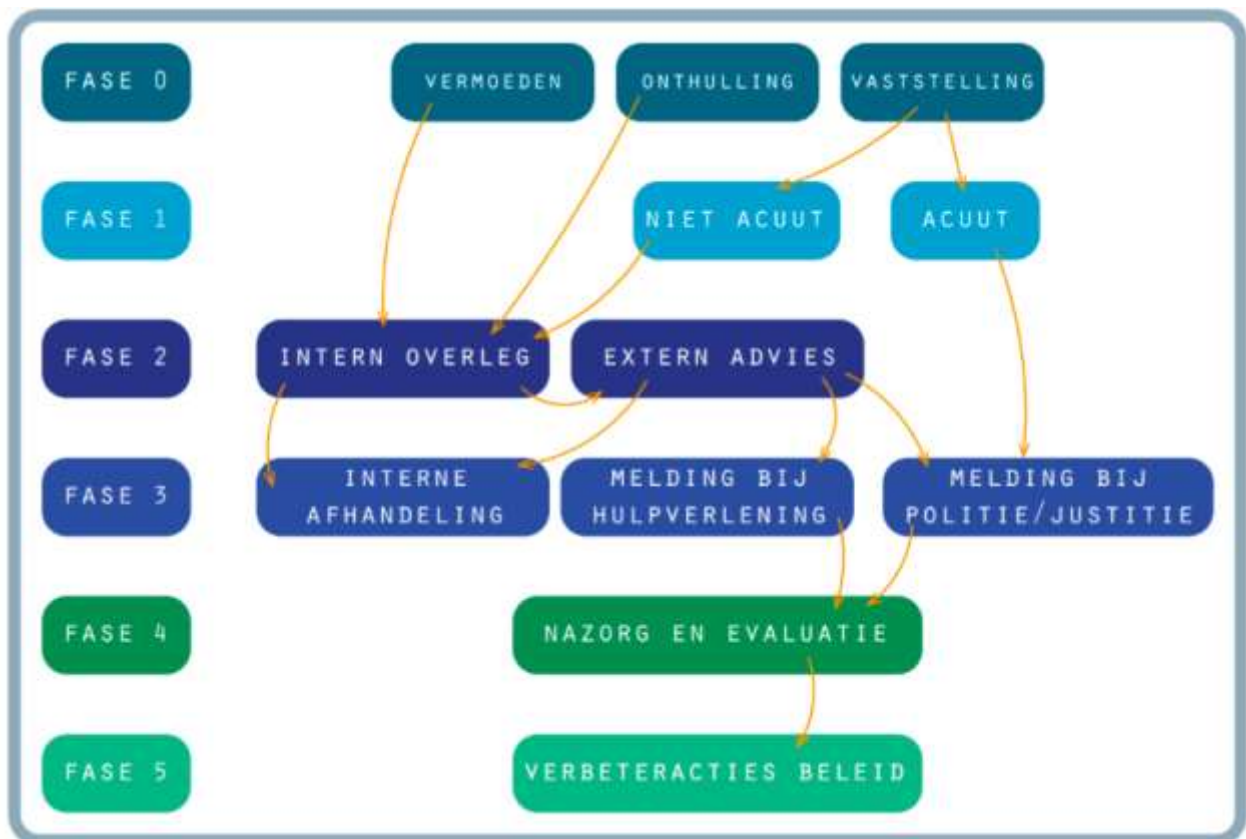 FASE 0
VERMOEDEN
ONTHULLING
VASTSTELLING
FASE 1
NIET ACUUT
ACUUT
FASE 2
INTERN OVERLEG
EXTERN ADVIES
FASE 3
INTERNE
AFHANDELING
MELDING BIJ
HULPVERLENING
MELDING BIJ
POLITIE/JUSTITIE
FASE 4
NAZORG EN EVALUATIE
FASE 5
VERBETERACTIES BELEID